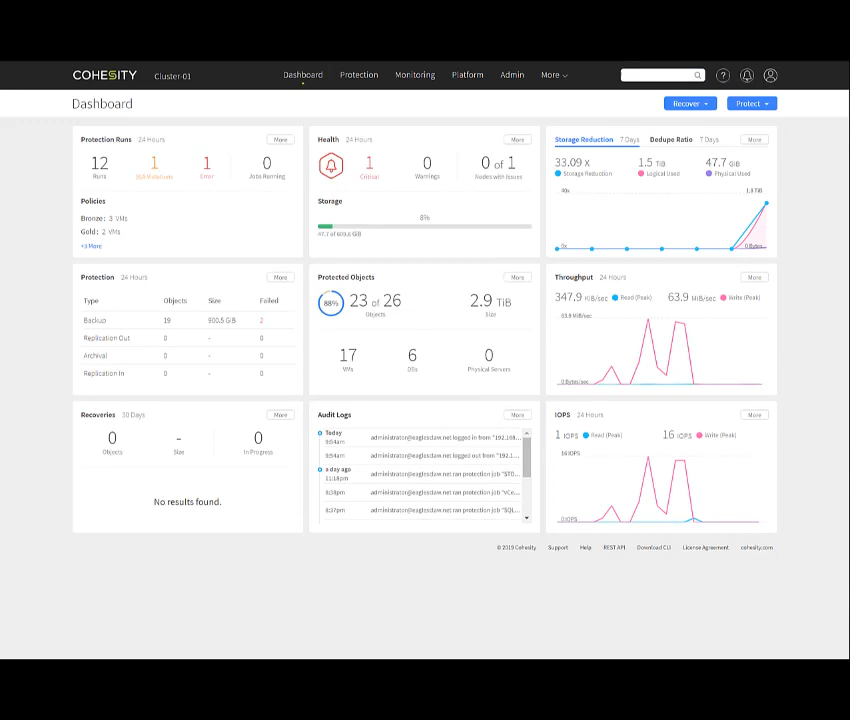 COHESITY Cluster-01 Dashboard Protection Monitoring Platform Admin More
Dashboard Recover Protect
Protection Runs 24 Hours More
12 1 1 0
Runs SLA Violations Error Jobs Running
Policies
Bronze: 3 VMs
Gold: 2 VMs
+3 More
Health 24 Hours More
1 0 0 of 1
Critical Warnings Nodes with Issues
Storage
8%
47.7 of 609.6 GiB
Storage Reduction 7 Days Dedupe Ratio 7 Days More
33.09 X 1.5 TiB 47.7 GiB
Storage Reduction Logical Used Physical Used
40x
0x 0 Bytes
Protection 24 Hours More
Type Objects Size Failed
Backup 19 900.5 GiB 2
Replication Out 0 -
Archival 0 -
Replication In 0 -
Protected Objects More
88% 23 of 26 2.9 TiB
Objects Size
17 6 0
VMs DBs Physical Servers
Throughput 24 Hours More
347.9 KiB/sec Read (Peak) 63.9 MiB/sec Write (Peak)
63.9 MiB/sec
0 Bytes/sec
Recoveries 30 Days More
0 - 0
Objects Size In Progress
No results found.
Audit Logs More
Today
9:54am administrator@eaglesdaw.net logged in from "192.168...
9:54am administrator@eaglesdaw.net logged out from "192.1...
a day ago
11:18pm administrator@eaglesdaw.net ran protection job "STO...
8:38pm administrator@eaglesdaw.net ran protection job "VCe...
8:37pm administrator@eaglesdaw.net ran protection job "SQL...
IOPS 24 Hours More
1 IOPS Read (Peak) 16 IOPS Write (Peak)
16 IOPS
0 IOPS
© 2019 Cohesity Support Help REST API Download CLI License Agreement cohesity.com